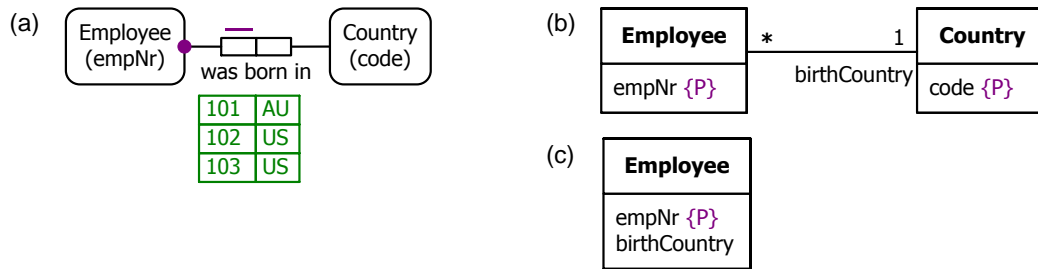 (a)
Employee
(empNr)
Country
(code)
was born in
101 AU
102 US
103 US
(b)
Employee
empNr {P}
* 1
birthCountry
Country
code {P}
(c)
Employee
empNr {P}
birthCountry